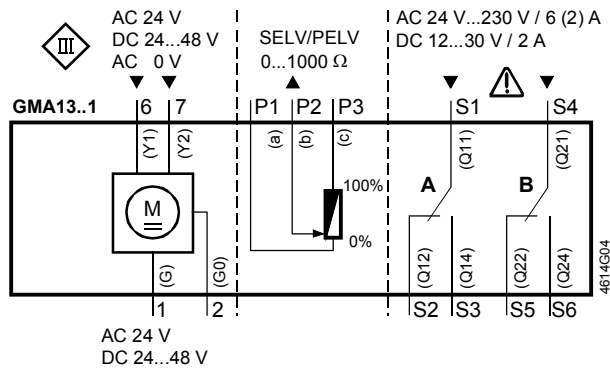 AC 24 V
DC 24...48 V
AC 0 V
III
SELV/PELV
0...1000 Ω
AC 24 V...230 V / 6 (2) A
DC 12...30 V / 2 A
GMA13..1
6 7 P1 P2 P3 S1 S4
(Y1) (Y2) (a) (b) (c) (Q11) (Q21)
M
100%
0%
A B
(G) (G0) (Q12) (Q14) (Q22) (Q24)
1 2 S2 S3 S5 S6
AC 24 V
DC 24...48 V
4614G04